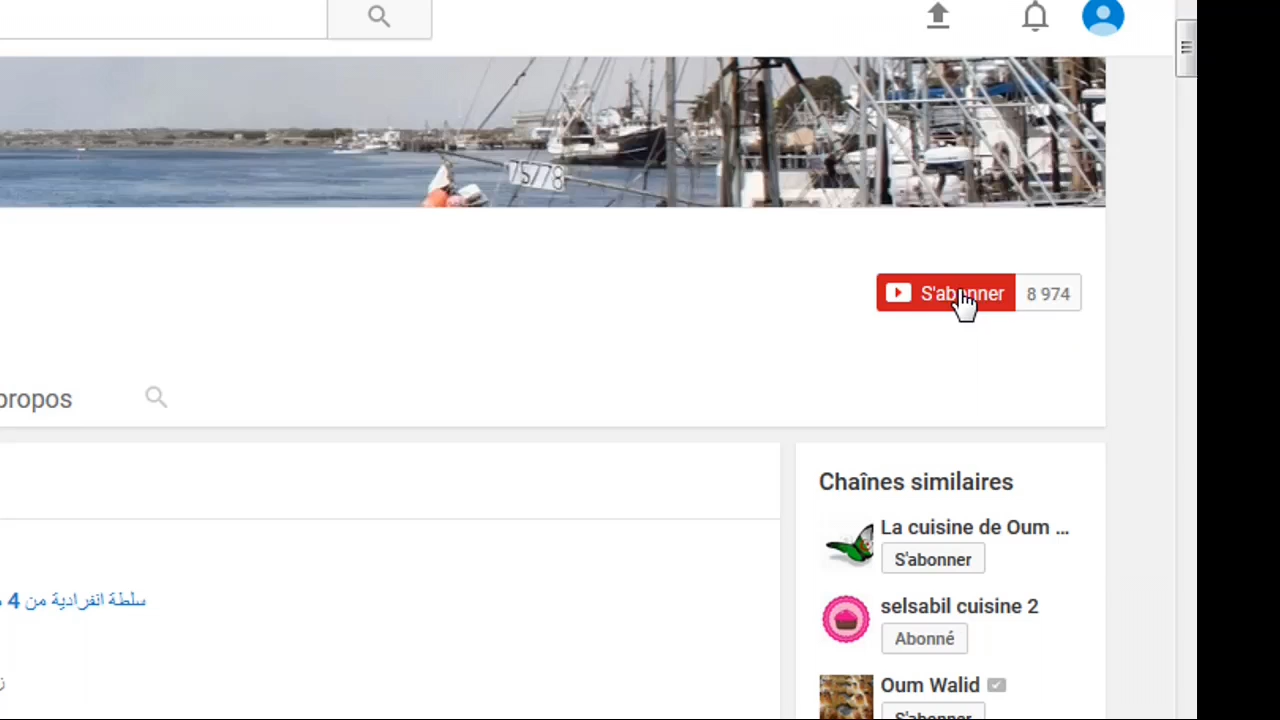 75778
S'abonner 8 974
propos
Chaînes similaires
La cuisine de Oum ...
S'abonner
سلطة انفرادية من 4
selsabil cuisine 2
Abonné
Oum Walid
S'abonner